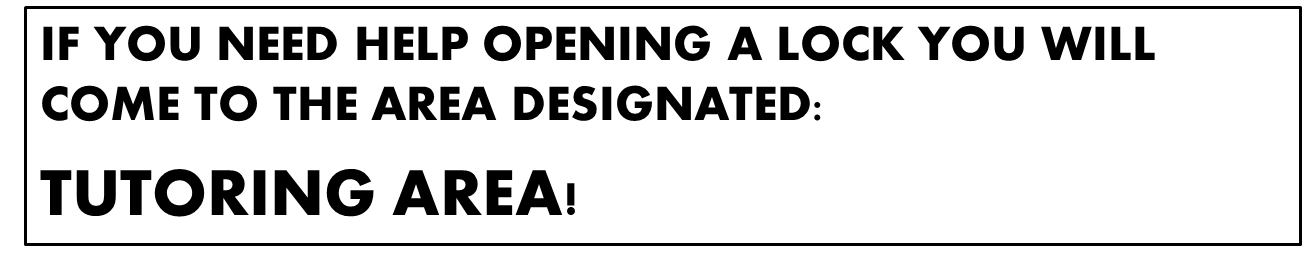 IF YOU NEED HELP OPENING A LOCK YOU WILL
COME TO THE AREA DESIGNATED:
TUTORING AREA!